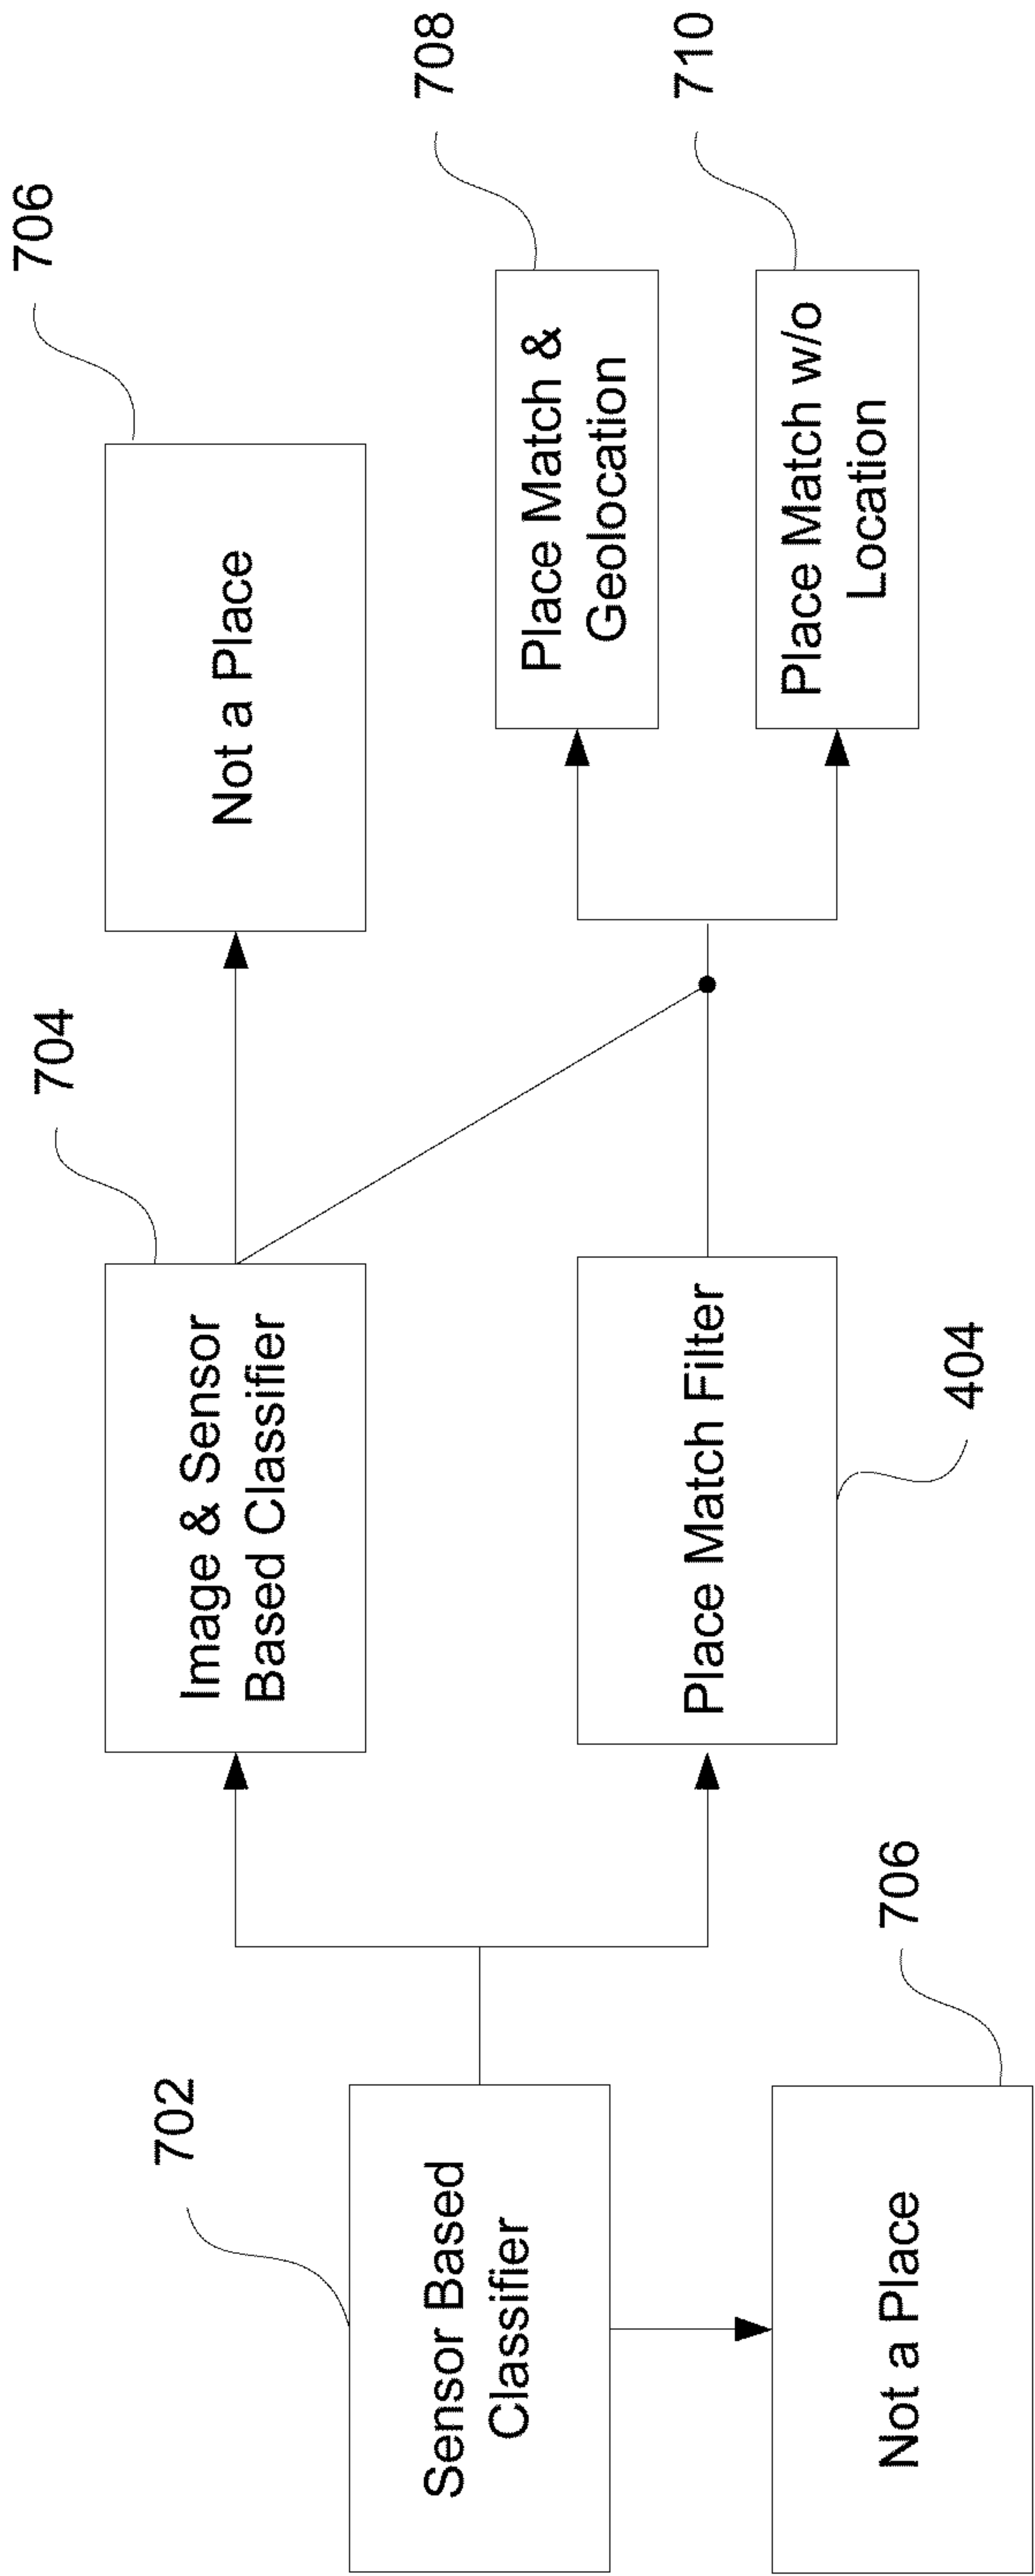 702
Sensor Based
Classifier
706
Not a Place
704
Image & Sensor
Based Classifier
Place Match Filter
404
706
Not a Place
708
Place Match &
Geolocation
710
Place Match w/o
Location